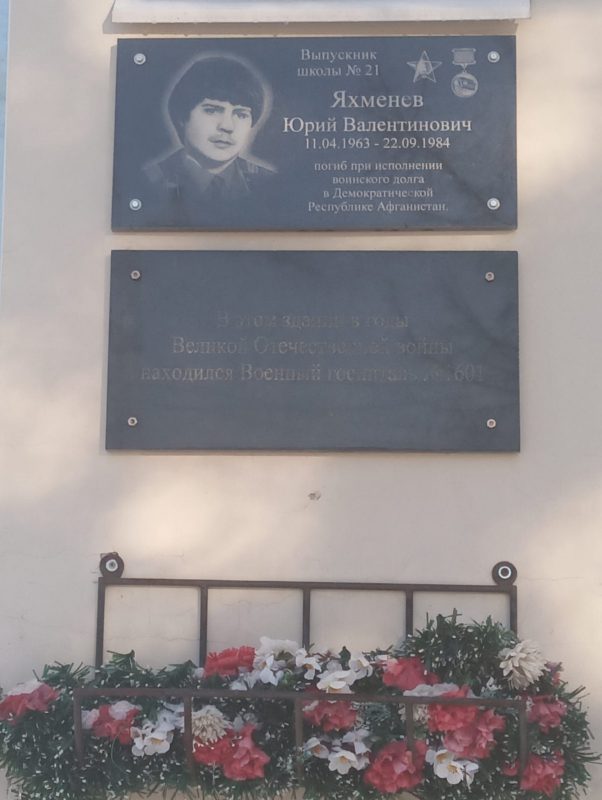 Выпускник
школы № 21
Яхменев
Юрий Валентинович
11.04.1963 - 22.09.1984
погиб при исполнении
воинского долга
в Демократической
Республике Афганистан.
В этом здании в годы
Великой Отечественной войны
находился Военный госпиталь